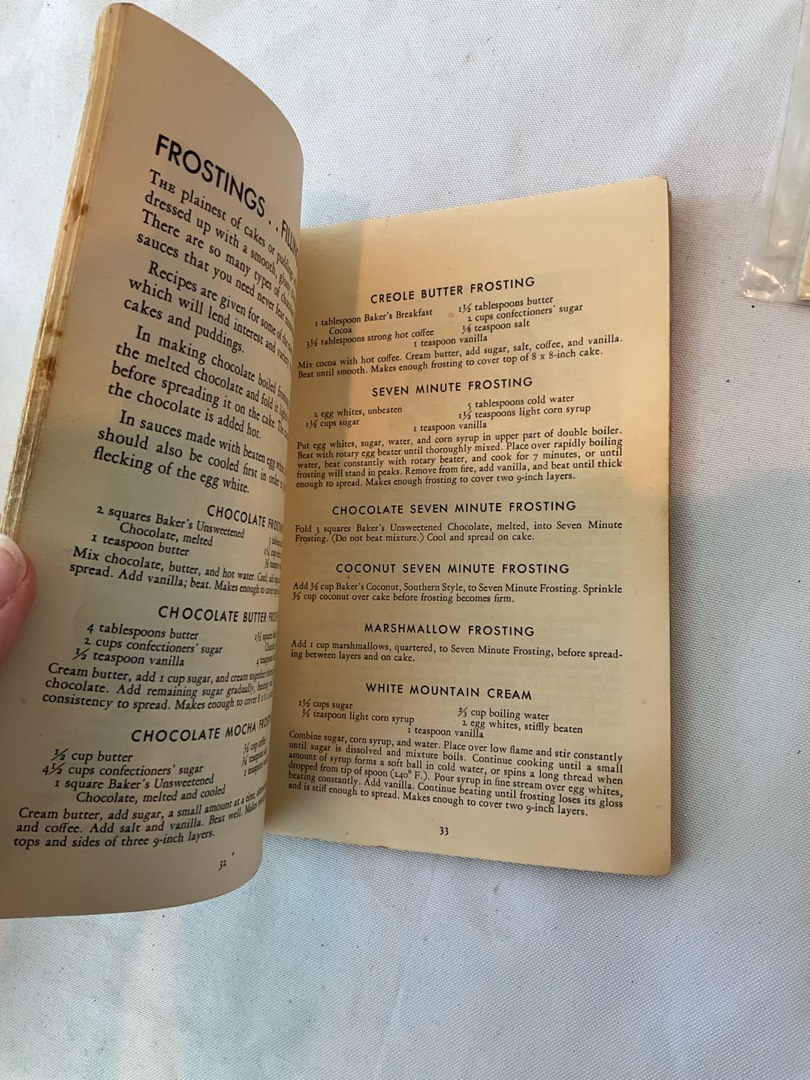 FROSTINGS . . FILLIN
THE plainest of cakes or puddings
dressed up with a smooth,
There are so many types of
sauces that you need never
Recipes are given for some of the
which will lend interest and
cakes and puddings.
In making chocolate boiled
the melted chocolate and fold it
before spreading it on the cake.
the chocolate is added hot.
In sauces made with beaten egg
should also be cooled first in order
flecking of the egg white.
CHOCOLATE
2 squares Baker's Unsweetened
Chocolate, melted
1 teaspoon butter
Mix chocolate, butter, and hot water. Cool,
spread. Add vanilla; beat. Makes enough to
CHOCOLATE BUTTER
4 tablespoons butter
2 cups confectioners' sugar
½ teaspoon vanilla
Cream butter, add 1 cup sugar, and cream together
chocolate. Add remaining sugar gradually,
consistency to spread. Makes enough to cover
CHOCOLATE MOCHA
½ cup butter
4½ cups confectioners' sugar
1 square Baker's Unsweetened
Chocolate, melted and cooled
Cream butter, add sugar, a small amount at a time,
and coffee. Add salt and vanilla. Beat well.
tops and sides of three 9-inch layers.
32
CREOLE BUTTER FROSTING
1 tablespoon Baker's Breakfast 1½ tablespoons butter
Cocoa 2 cups confectioners' sugar
3½ tablespoons strong hot coffee ⅛ teaspoon salt
1 teaspoon vanilla
Mix cocoa with hot coffee. Cream butter, add sugar, salt, coffee, and vanilla.
Beat until smooth. Makes enough frosting to cover top of 8 x 8-inch cake.
SEVEN MINUTE FROSTING
2 egg whites, unbeaten 5 tablespoons cold water
1½ cups sugar 1½ teaspoons light corn syrup
1 teaspoon vanilla
Put egg whites, sugar, water, and corn syrup in upper part of double boiler.
Beat with rotary egg beater until thoroughly mixed. Place over rapidly boiling
water, beat constantly with rotary beater, and cook for 7 minutes, or until
frosting will stand in peaks. Remove from fire, add vanilla, and beat until thick
enough to spread. Makes enough frosting to cover two 9-inch layers.
CHOCOLATE SEVEN MINUTE FROSTING
Fold 3 squares Baker's Unsweetened Chocolate, melted, into Seven Minute
Frosting. (Do not beat mixture.) Cool and spread on cake.
COCONUT SEVEN MINUTE FROSTING
Add cup Baker's Coconut, Southern Style, to Seven Minute Frosting. Sprinkle
cup coconut over cake before frosting becomes firm.
MARSHMALLOW FROSTING
Add 1 cup marshmallows, quartered, to Seven Minute Frosting, before spread-
ing between layers and on cake.
WHITE MOUNTAIN CREAM
1½ cups sugar ⅔ cup boiling water
½ teaspoon light corn syrup 2 egg whites, stiffly beaten
1 teaspoon vanilla
Combine sugar, corn syrup, and water. Place over low flame and stir constantly
until sugar is dissolved and mixture boils. Continue cooking until a small
amount of syrup forms a soft ball in cold water, or spins a long thread when
dropped from tip of spoon (240° F.). Pour syrup in fine stream over egg whites,
beating constantly. Add vanilla. Continue beating until frosting loses its gloss
and is stiff enough to spread. Makes enough to cover two 9-inch layers.
33